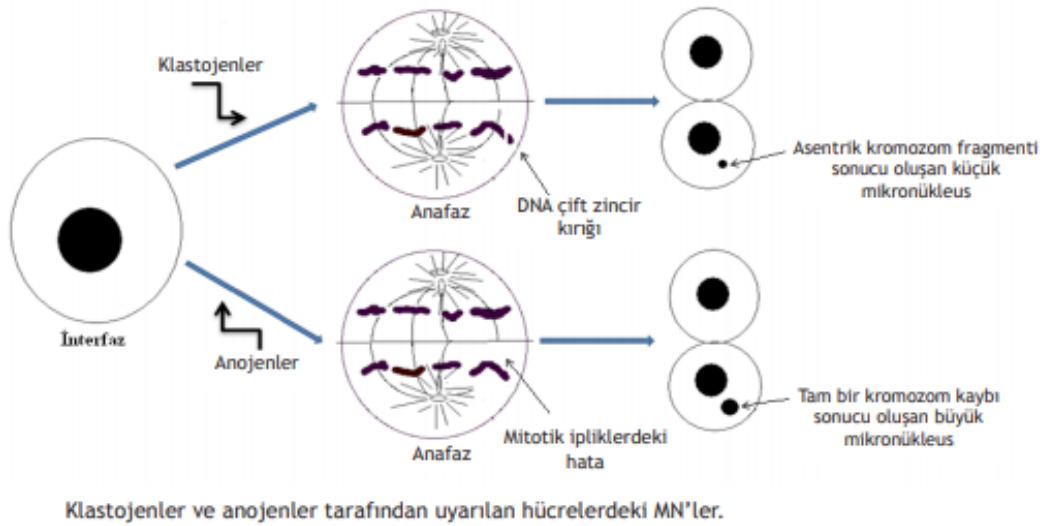 Klastojenler
Anafaz
DNA çift zincir
kırığı
Asentrik kromozom fragmenti
sonucu oluşan küçük
mikronükleus
İnterfaz
Anojenler
Anafaz
Mitotik ipliklerdeki
hata
Tam bir kromozom kaybı
sonucu oluşan büyük
mikronükleus
Klastojenler ve anojenler tarafından uyarılan hücrelerdeki MN’ler.